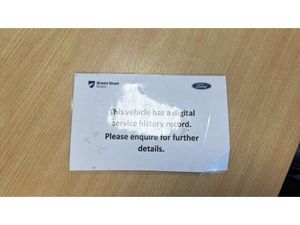 Bristol Street
Motors
Ford
This vehicle has a digital
service history record.
Please enquire for further
details.